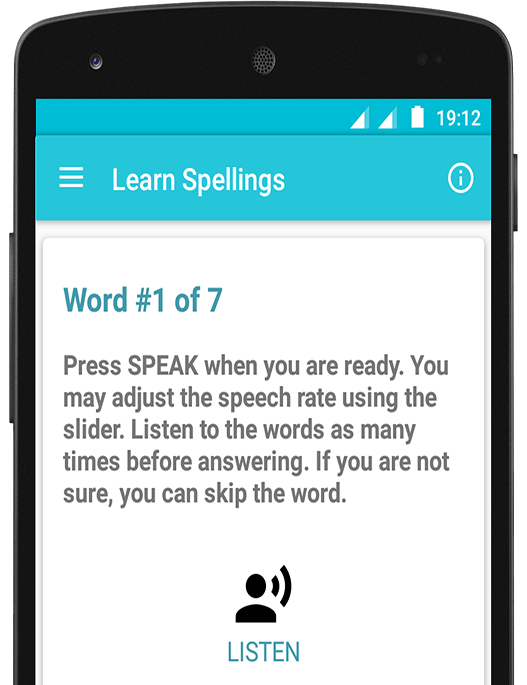 19:12
Learn Spellings
Word #1 of 7
Press SPEAK when you are ready. You
may adjust the speech rate using the
slider. Listen to the words as many
times before answering. If you are not
sure, you can skip the word.
LISTEN